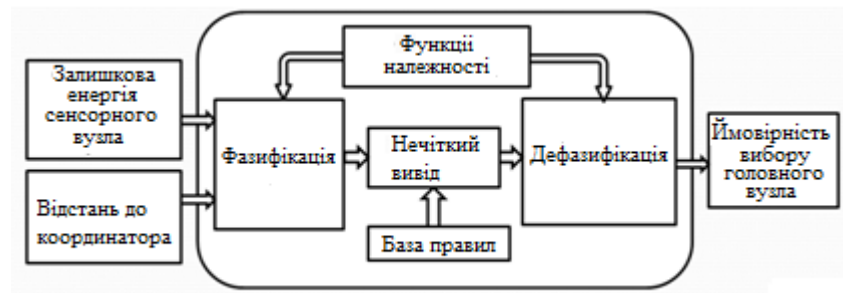 Функції
належності
Залишкова
енергія
сенсорного
вузла
Фазифікація
Нечіткий
вивід
Дефазифікація
Ймовірність
вибору
головного
вузла
Відстань до
координатора
База правил